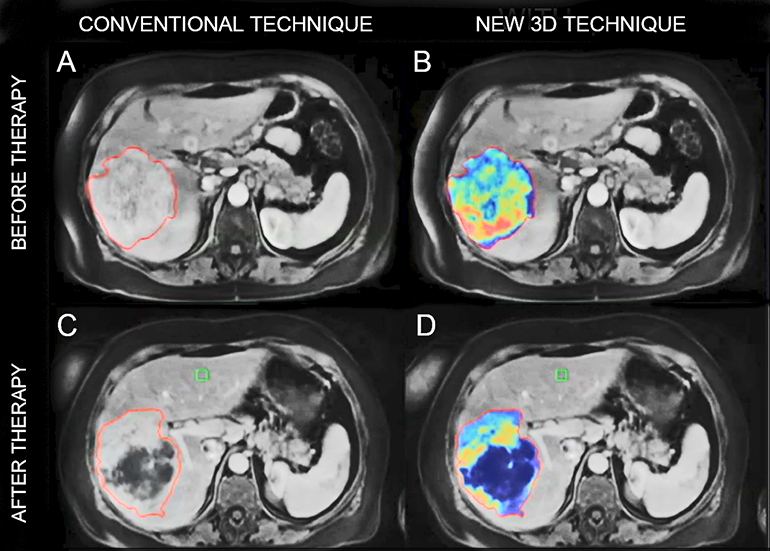 CONVENTIONAL TECHNIQUE
NEW 3D TECHNIQUE
BEFORE THERAPY
A
B
AFTER THERAPY
C
D